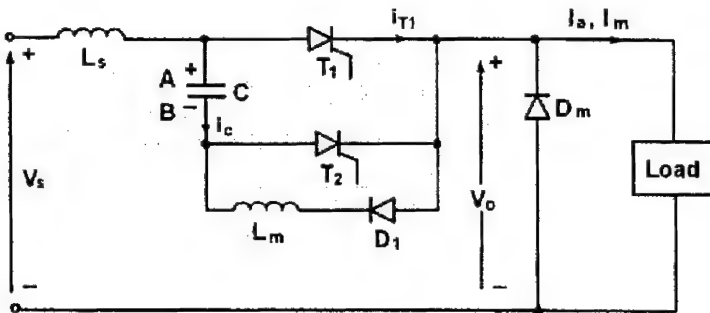 +
Ls
Vs
−
A
+
C
B
−
ic
T1
iT1
T2
Lm
D1
+
Vo
−
Ia, Im
Dm
Load